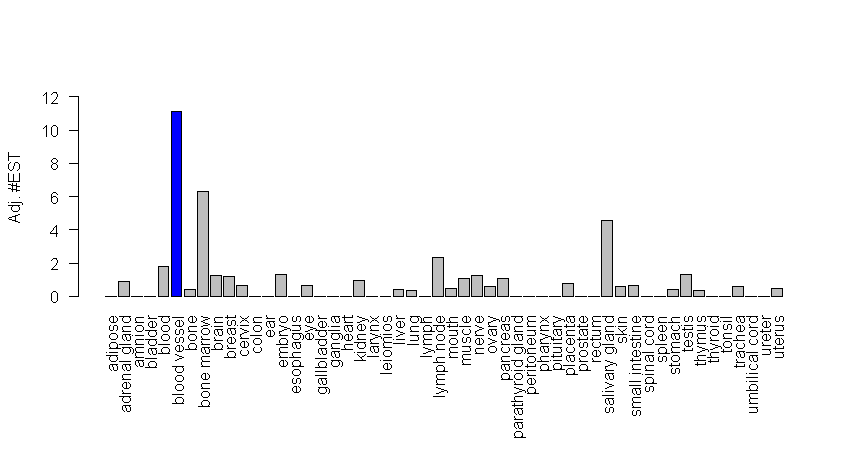 Adj. #EST
12
10
8
6
4
2
0
adipose
adrenal gland
amnion
bladder
blood
blood vessel
bone
bone marrow
brain
breast
cervix
colon
ear
embryo
esophagus
eye
gallbladder
ganglia
heart
kidney
larynx
leiomios
liver
lung
lymph
lymph node
mouth
muscle
nerve
ovary
pancreas
parathyroid gland
peritoneum
pharynx
pituitary
placenta
prostate
rectum
salivary gland
skin
small intestine
spinal cord
spleen
stomach
testis
thymus
thyroid
tonsil
trachea
umbilical cord
ureter
uterus